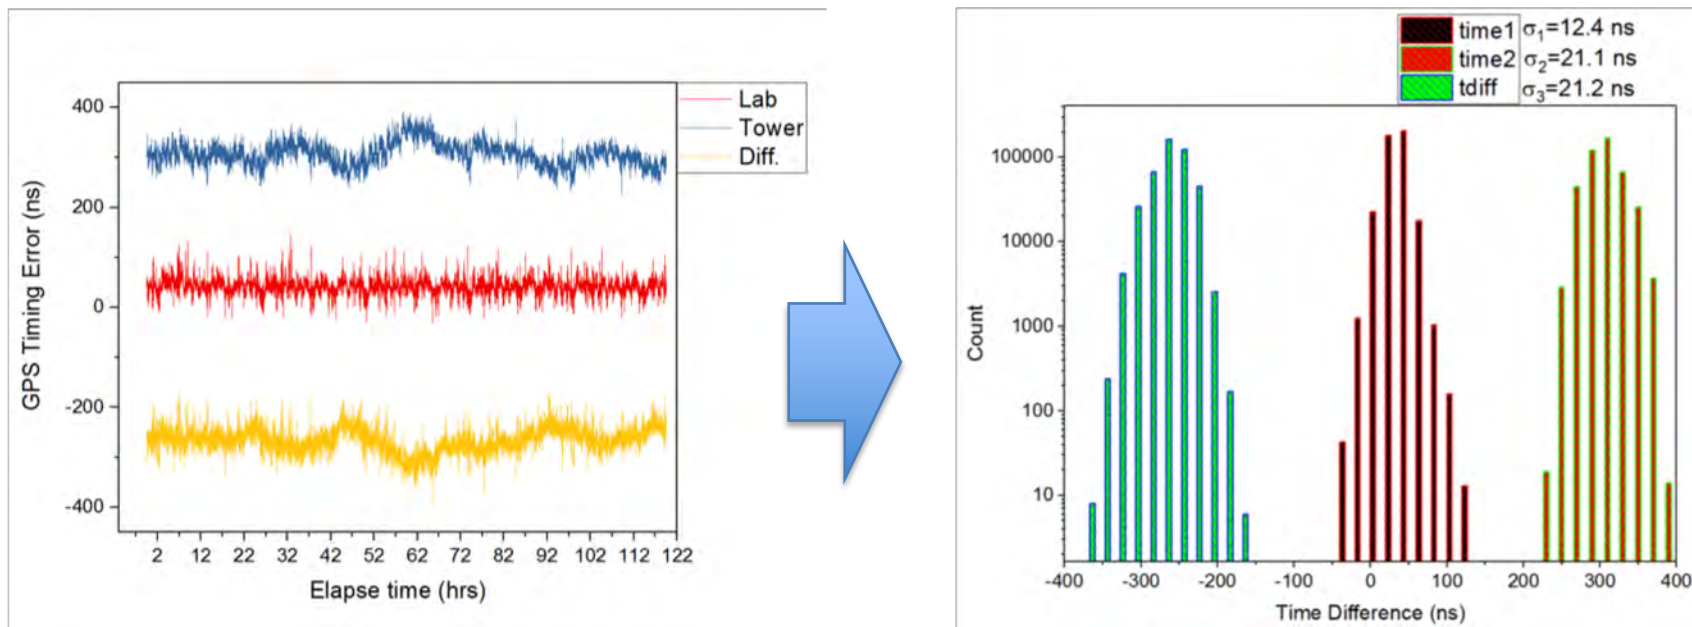 400
200
0
-200
-400
GPS Timing Error (ns)
Lab
Tower
Diff.
2 12 22 32 42 52 62 72 82 92 102 112 122
Elapse time (hrs)
time1 σ1=12.4 ns
time2 σ2=21.1 ns
tdiff σ3=21.2 ns
100000
10000
1000
100
10
Count
-400 -300 -200 -100 0 100 200 300 400
Time Difference (ns)